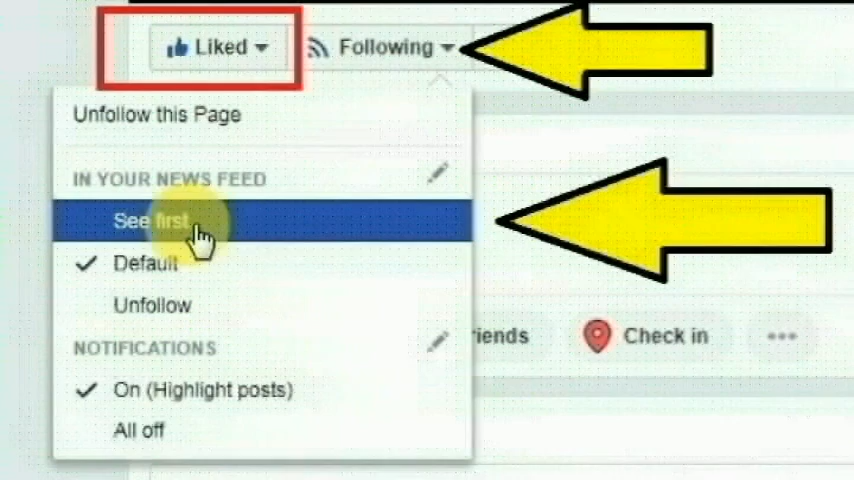 Liked Following
Unfollow this Page
IN YOUR NEWS FEED
See first
Default
Unfollow
iends Check in
NOTIFICATIONS
On (Highlight posts)
All off